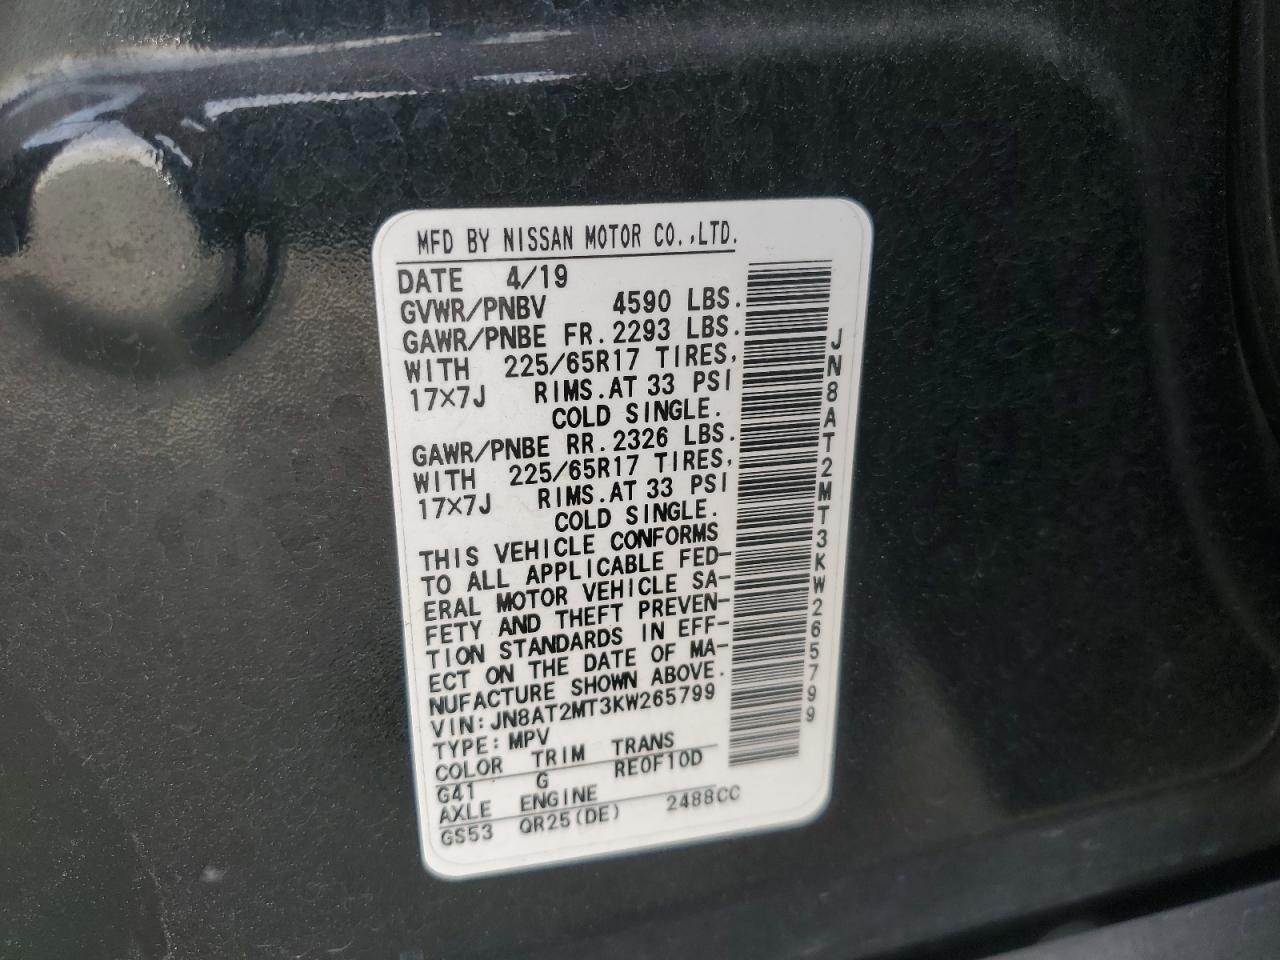 MFD BY NISSAN MOTOR CO.,LTD.
DATE 4/19
GVWR/PNBV 4590 LBS.
GAWR/PNBE FR. 2293 LBS.
WITH 225/65R17 TIRES,
17×7J RIMS.AT 33 PSI
COLD SINGLE.
GAWR/PNBE RR. 2326 LBS.
WITH 225/65R17 TIRES,
17×7J RIMS.AT 33 PSI
COLD SINGLE.
THIS VEHICLE CONFORMS
TO ALL APPLICABLE FED-
ERAL MOTOR VEHICLE SA-
FETY AND THEFT PREVEN-
TION STANDARDS IN EFF-
ECT ON THE DATE OF MA-
NUFACTURE SHOWN ABOVE.
VIN: JN8AT2MT3KW265799
TYPE: MPV
COLOR TRIM TRANS
G41 G RE0F10D
AXLE ENGINE
GS53 QR25(DE) 2488CC
JN8AT2MT3KW265799